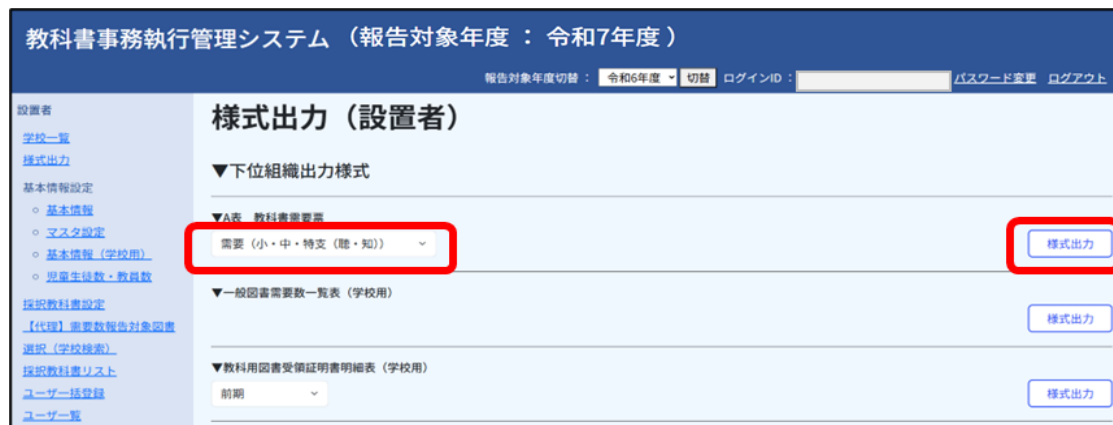 教科書事務執行管理システム （報告対象年度 ： 令和7年度 ）
報告対象年度切替 ： 令和6年度 切替 ログインID ： パスワード変更 ログアウト
設置者
学校一覧
様式出力
基本情報設定
基本情報
マスタ設定
基本情報（学校用）
児童生徒数・教員数
採択教科書設定
【代理】需要数報告対象図書
選択（学校検索）
採択教科書リスト
ユーザー括登録
ユーザ一覧
様式出力（設置者）
▼下位組織出力様式
▼A表 教科書需要票
需要（小・中・特支（聴・知）） 様式出力
▼一般図書需要数一覧表（学校用）
様式出力
▼教科用図書受領証明書明細表（学校用）
前期 様式出力